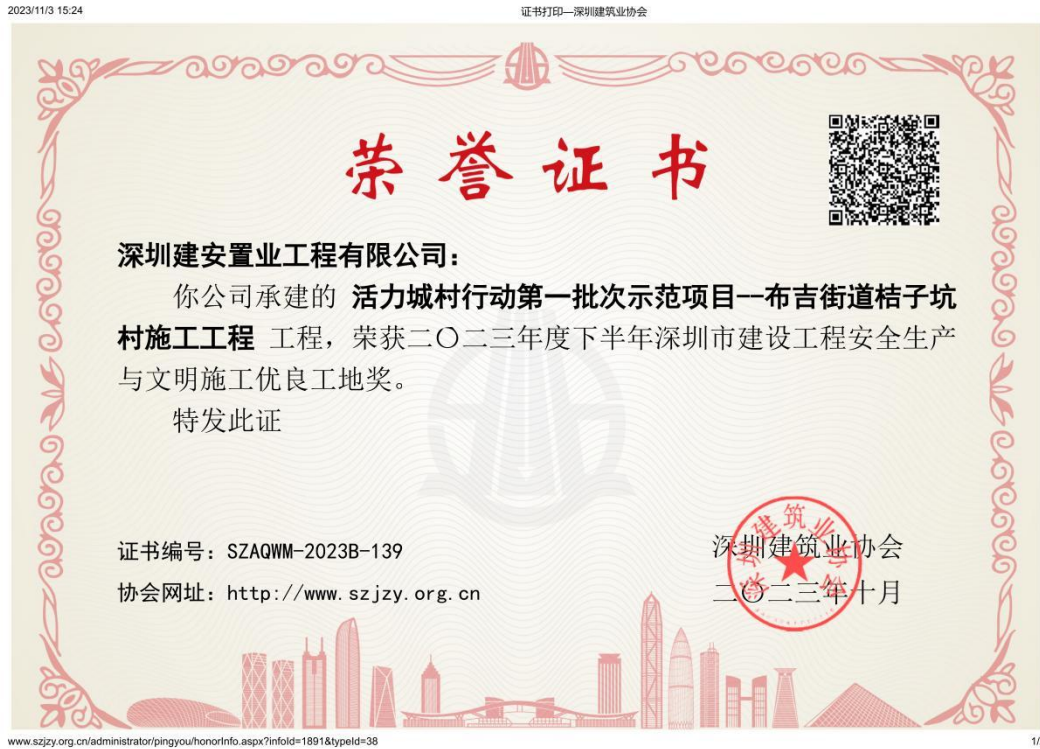 2023/11/3 15:24
证书打印—深圳建筑业协会
荣誉证书
深圳建安置业工程有限公司：
你公司承建的 活力城村行动第一批次示范项目--布吉街道桔子坑
村施工工程 工程，荣获二〇二三年度下半年深圳市建设工程安全生产
与文明施工优良工地奖。
特发此证
证书编号：SZAQWM-2023B-139
深圳建筑业协会
协会网址：http://www.szjzy.org.cn
二〇二三年十月
深圳建筑业协会
www.szjzy.org.cn/administrator/pingyou/honorInfo.aspx?infoId=1891&typeId=38
1/